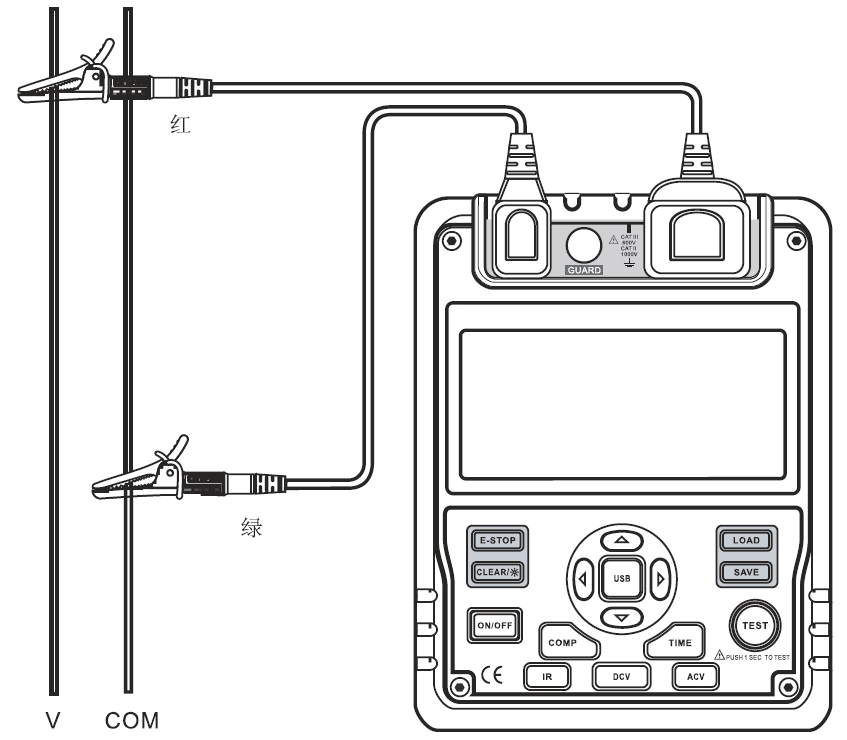 红
CAT III
600V
CAT II
1000V
GUARD
绿
E-STOP
LOAD
CLEAR/☀
USB
SAVE
ON/OFF
TEST
COMP
TIME
PUSH 1 SEC TO TEST
CE
IR
DCV
ACV
V
COM